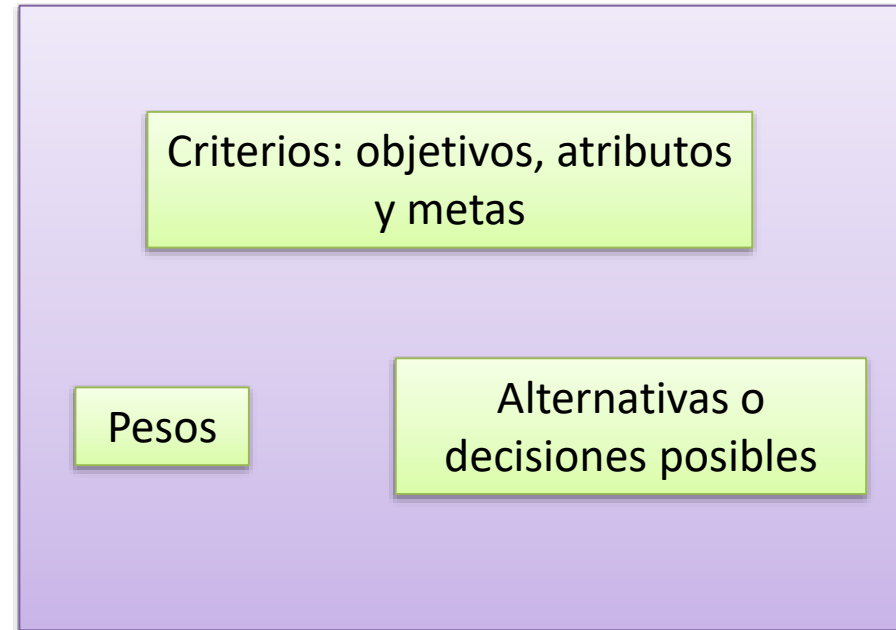 Criterios: objetivos, atributos
y metas
Pesos
Alternativas o
decisiones posibles